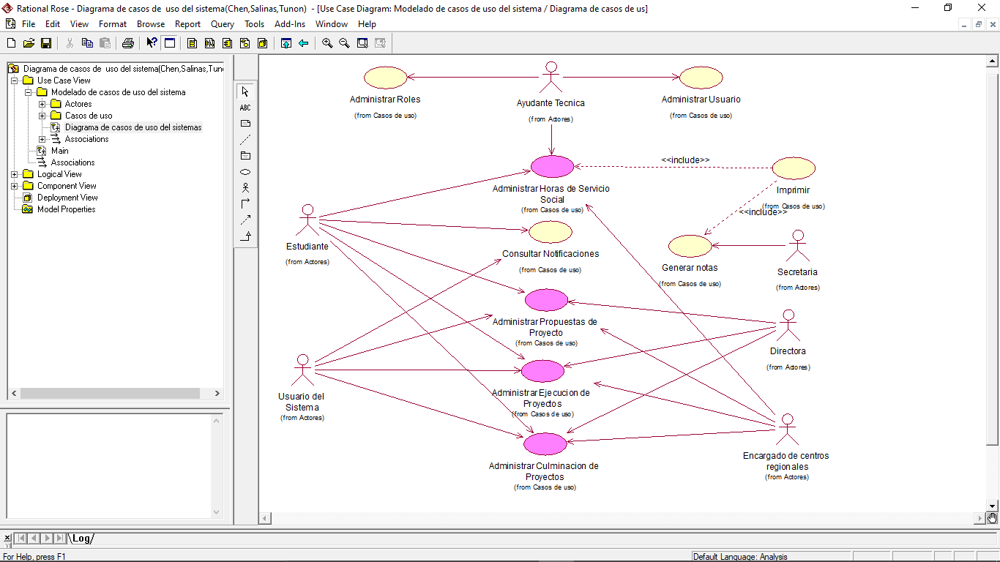 Rational Rose - Diagrama de casos de uso del sistema(Chen,Salinas,Tunon) - [Use Case Diagram: Modelado de casos de uso del sistema / Diagrama de casos de us]
File Edit View Format Browse Report Query Tools Add-Ins Window Help
Diagrama de casos de uso del sistema(Chen,Salinas,Tun
Use Case View
Modelado de casos de uso del sistema
Actores
Casos de uso
Diagrama de casos de uso del sistemas
Associations
Main
Associations
Logical View
Component View
Deployment View
Model Properties
ABC
Administrar Roles
(from Casos de uso)
Ayudante Tecnica
(from Actores)
Administrar Usuario
(from Casos de uso)
<<include>>
Administrar Horas de Servicio
Social
(from Casos de uso)
Imprimir
(from Casos de uso)
<<include>>
Estudiante
(from Actores)
Consultar Notificaciones
(from Casos de uso)
Generar notas
(from Casos de uso)
Secretaria
(from Actores)
Administrar Propuestas de
Proyecto
(from Casos de uso)
Directora
(from Actores)
Usuario del
Sistema
(from Actores)
Administrar Ejecucion de
Proyectos
(from Casos de uso)
Administrar Culminacion de
Proyectos
(from Casos de uso)
Encargado de centros
regionales
(from Actores)
Log
For Help, press F1
Default Language: Analysis